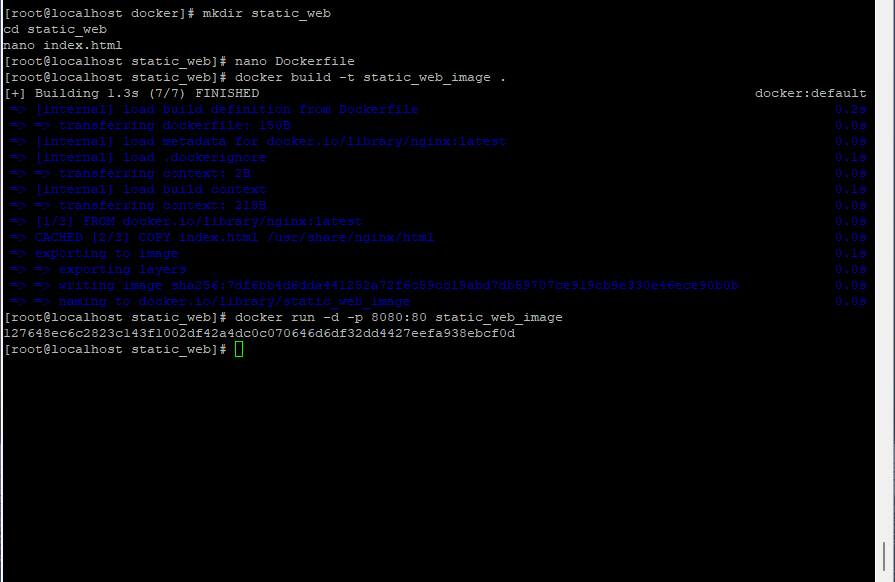 [root@localhost docker]# mkdir static_web
cd static_web
nano index.html
[root@localhost static_web]# nano Dockerfile
[root@localhost static_web]# docker build -t static_web_image .
[+] Building 1.3s (7/7) FINISHED docker:default
=> [internal] load build definition from Dockerfile 0.2s
=> => transferring dockerfile: 150B 0.0s
=> [internal] load metadata for docker.io/library/nginx:latest 0.0s
=> [internal] load .dockerignore 0.1s
=> => transferring context: 2B 0.0s
=> [internal] load build context 0.1s
=> => transferring context: 218B 0.0s
=> [1/2] FROM docker.io/library/nginx:latest 0.0s
=> CACHED [2/2] COPY index.html /usr/share/nginx/html 0.0s
=> exporting to image 0.1s
=> => exporting layers 0.0s
=> => writing image 0.0s
=> => naming to docker.io/library/static_web_image 0.0s
[root@localhost static_web]# docker run -d -p 8080:80 static_web_image
127648ec6c2823c143f1002df42a4dc0c070646d6df32dd4427eefa938ebcf0d
[root@localhost static_web]#